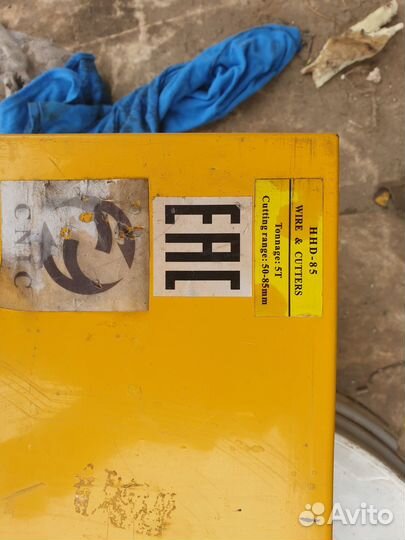 CNIC
EAC
HHD-85
WIRE & CUTTERS
Tonnage: 5T
Cutting range: 50-85mm
Avito